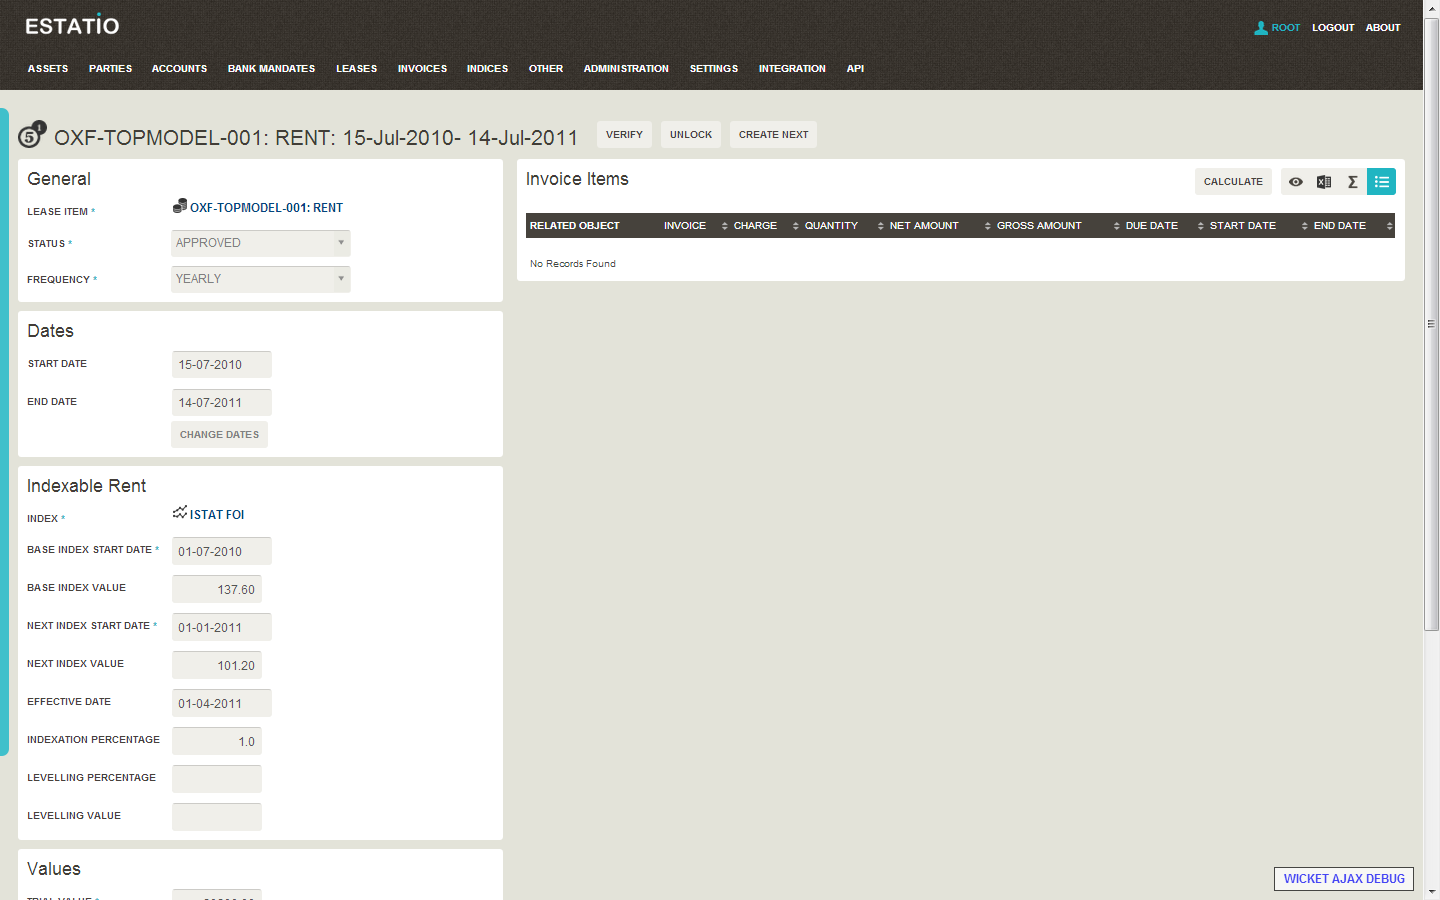 ESTATIO
ROOT LOGOUT ABOUT
ASSETS PARTIES ACCOUNTS BANK MANDATES LEASES INVOICES INDICES OTHER ADMINISTRATION SETTINGS INTEGRATION API
5 1 OXF-TOPMODEL-001: RENT: 15-Jul-2010- 14-Jul-2011 VERIFY UNLOCK CREATE NEXT
General
LEASE ITEM * OXF-TOPMODEL-001: RENT
STATUS * APPROVED
FREQUENCY * YEARLY
Dates
START DATE 15-07-2010
END DATE 14-07-2011
CHANGE DATES
Indexable Rent
INDEX * ISTAT FOI
BASE INDEX START DATE * 01-07-2010
BASE INDEX VALUE 137.60
NEXT INDEX START DATE * 01-01-2011
NEXT INDEX VALUE 101.20
EFFECTIVE DATE 01-04-2011
INDEXATION PERCENTAGE 1.0
LEVELLING PERCENTAGE
LEVELLING VALUE
Values
Invoice Items CALCULATE Σ
RELATED OBJECT INVOICE CHARGE QUANTITY NET AMOUNT GROSS AMOUNT DUE DATE START DATE END DATE
No Records Found
WICKET AJAX DEBUG